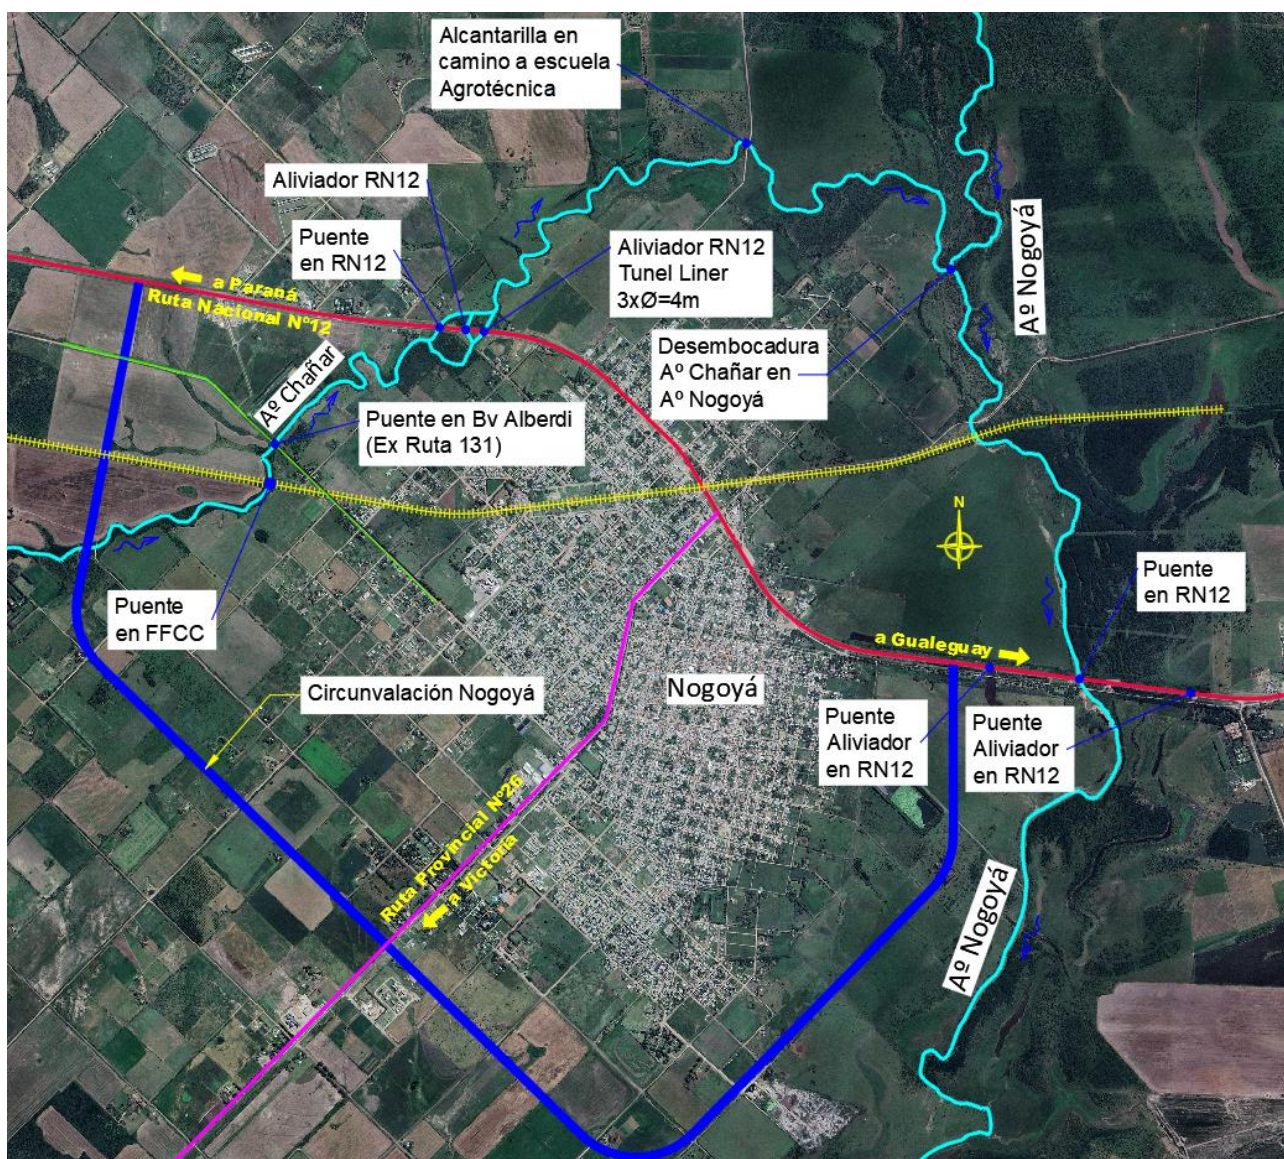 Alcantarilla en
camino a escuela
Agrotécnica
Aliviador RN12
Puente
en RN12
Aliviador RN12
Tunel Liner
3xØ=4m
Aº Nogoyá
a Paraná
Ruta Nacional Nº12
Desembocadura
Aº Chañar en
Aº Nogoyá
Aº Chañar
Puente en Bv Alberdi
(Ex Ruta 131)
N
Puente
en FFCC
Puente
en RN12
a Gualeguay
Circunvalación Nogoyá
Nogoyá
Puente
Aliviador
en RN12
Puente
Aliviador
en RN12
Ruta Provincial Nº26
a Victoria
Aº Nogoyá